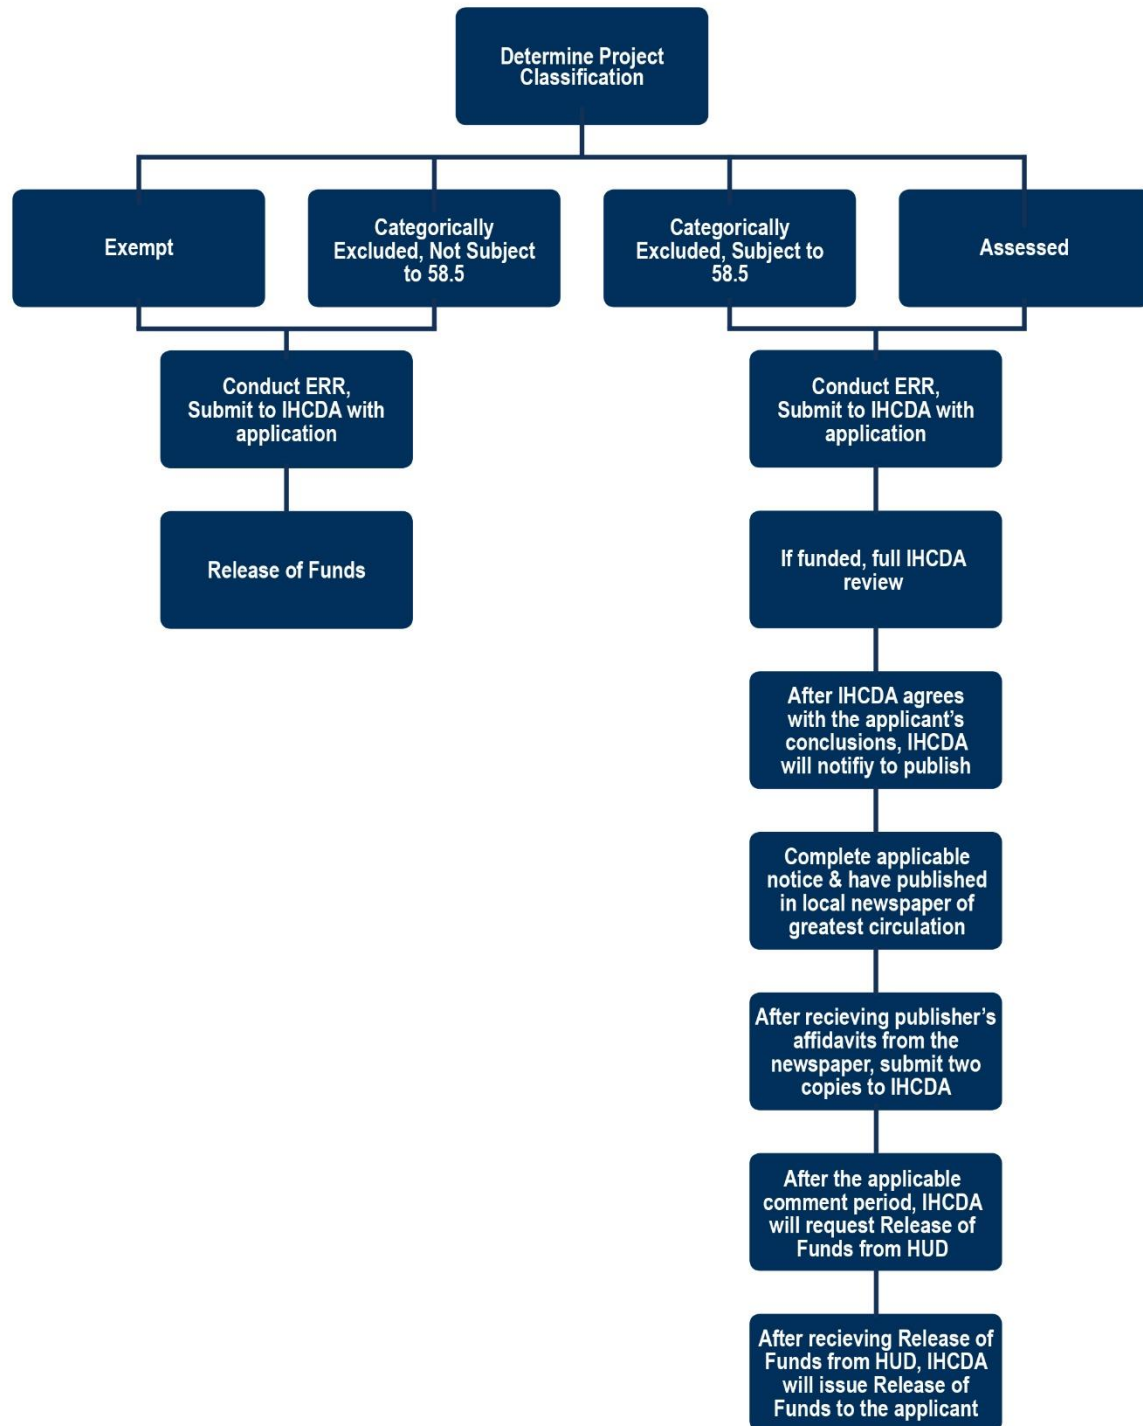 Determine Project
Classification
Exempt
Categorically
Excluded, Not Subject
to 58.5
Categorically
Excluded, Subject to
58.5
Assessed
Conduct ERR,
Submit to IHCDA with
application
Conduct ERR,
Submit to IHCDA with
application
Release of Funds
If funded, full IHCDA
review
After IHCDA agrees
with the applicant’s
conclusions, IHCDA
will notifiy to publish
Complete applicable
notice & have published
in local newspaper of
greatest circulation
After recieving publisher’s
affidavits from the
newspaper, submit two
copies to IHCDA
After the applicable
comment period, IHCDA
will request Release of
Funds from HUD
After recieving Release of
Funds from HUD, IHCDA
will issue Release of
Funds to the applicant